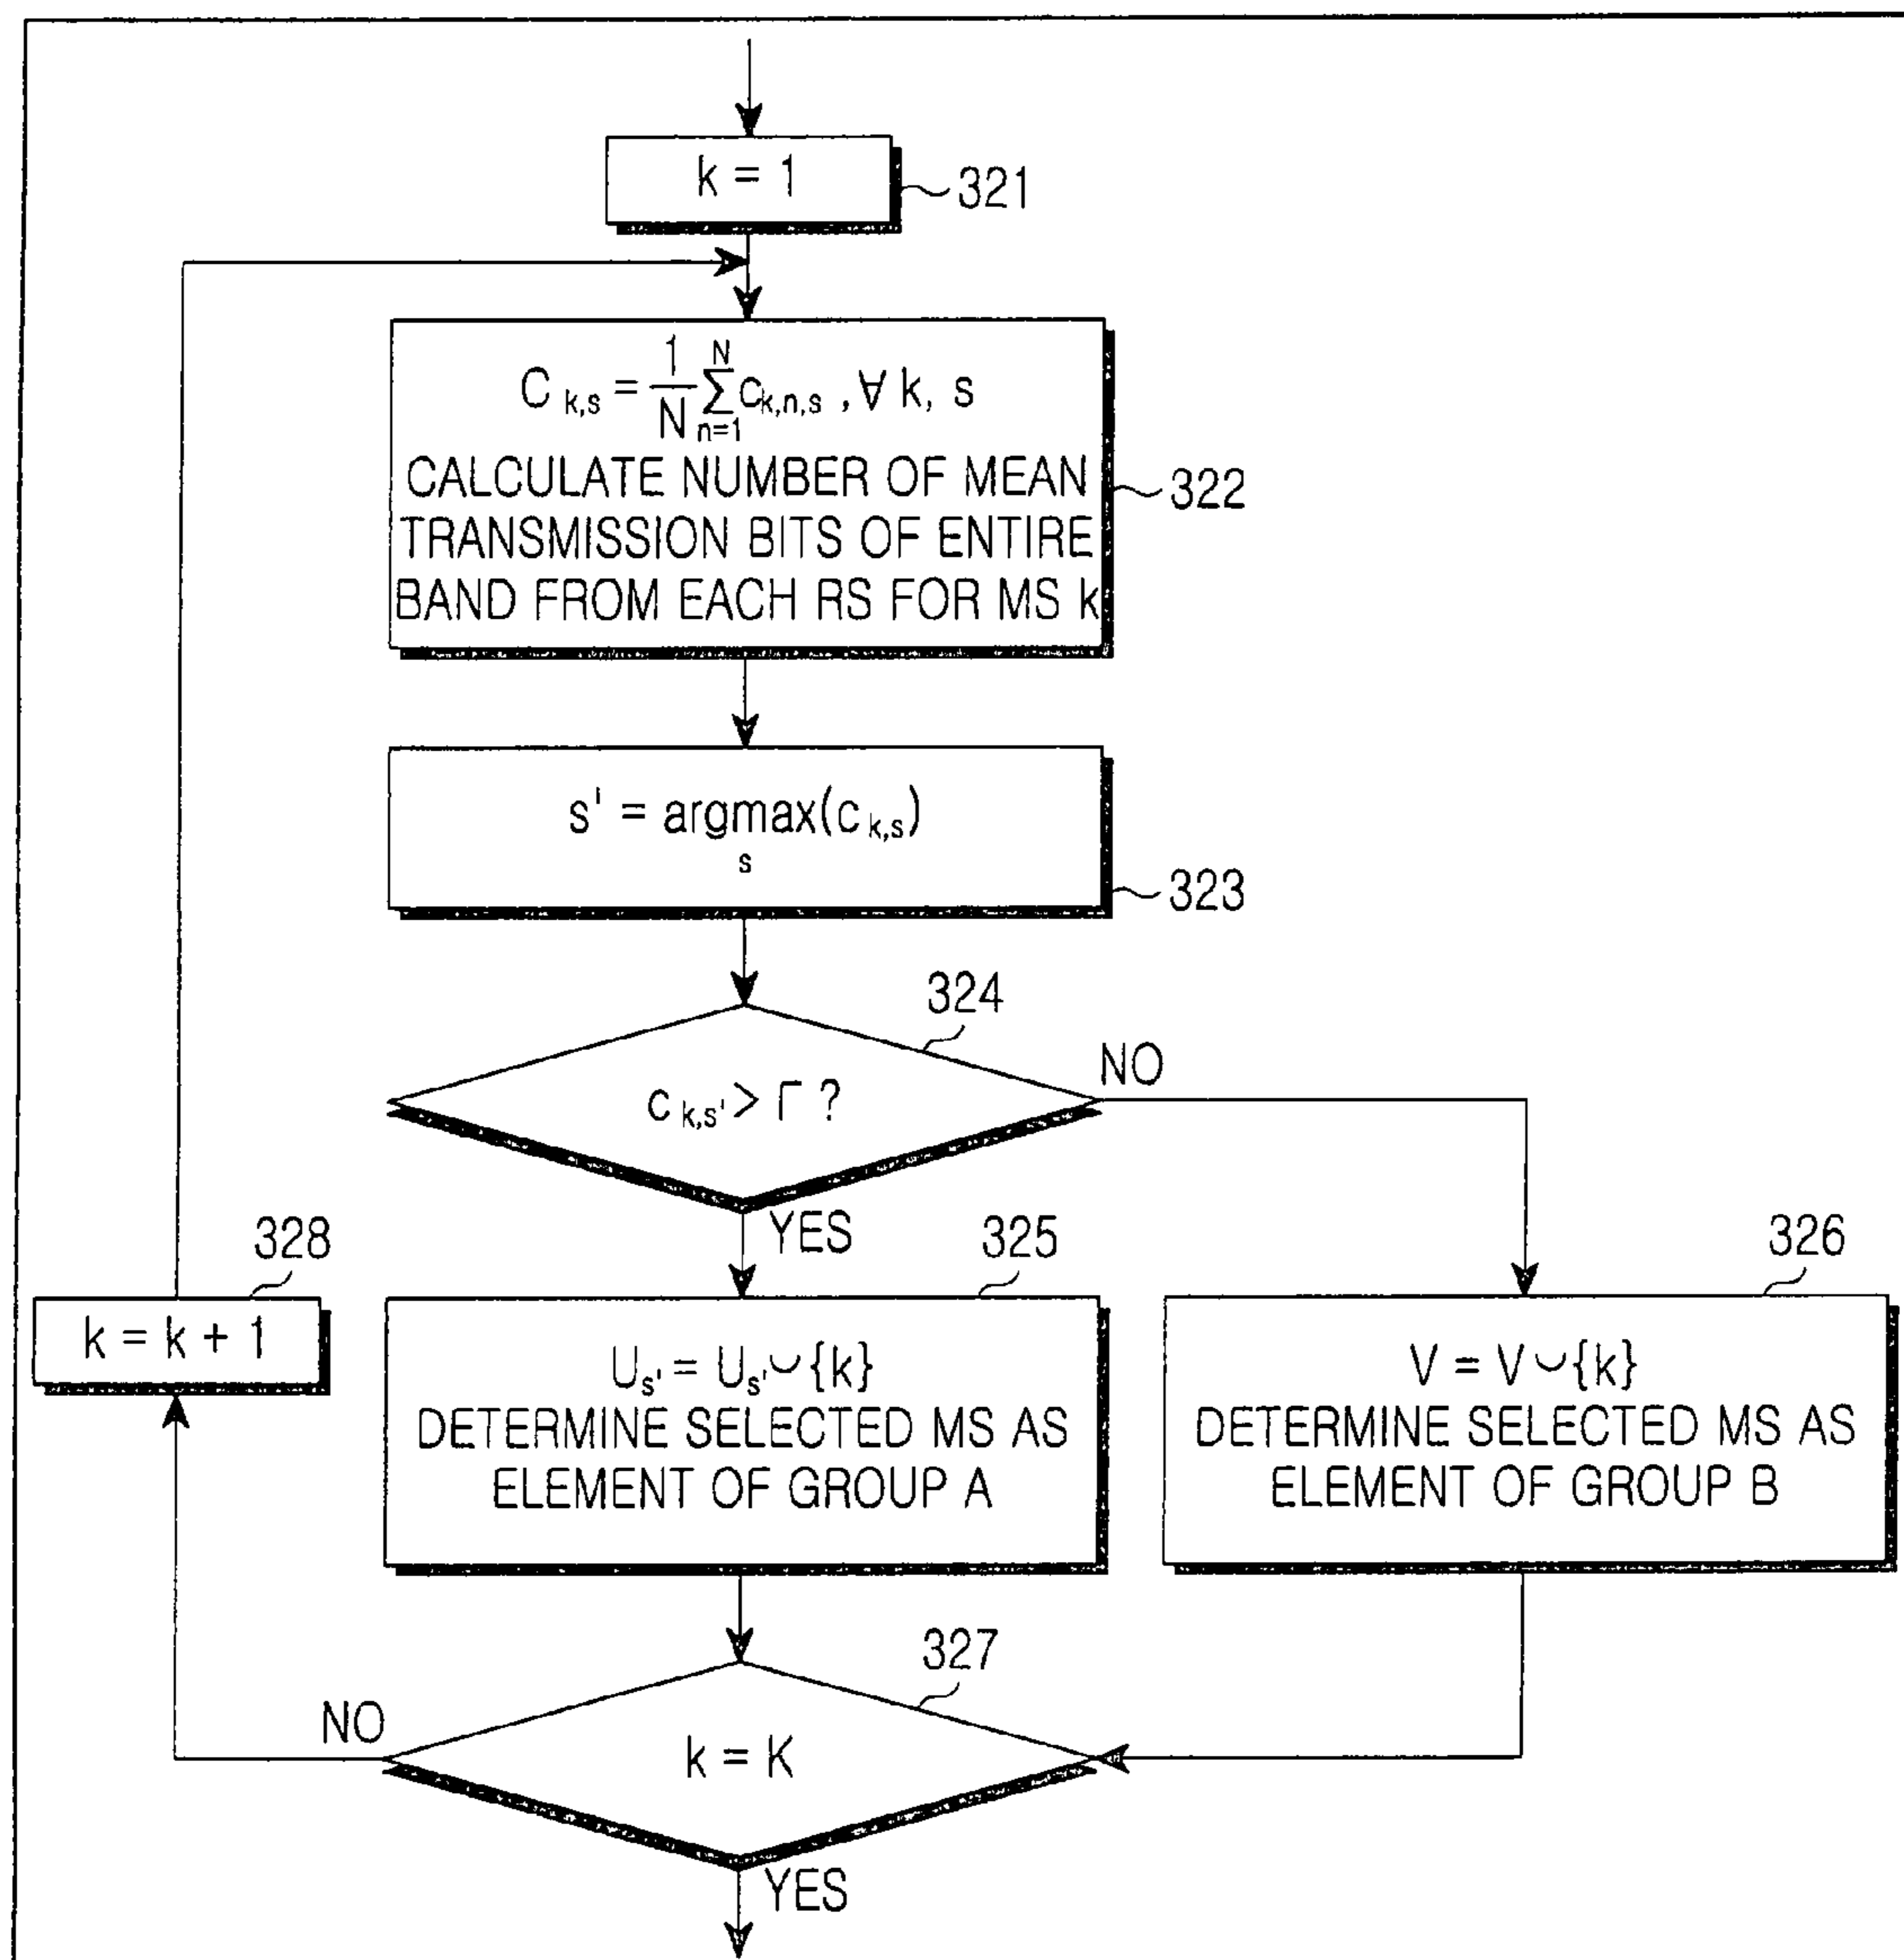 k = 1
321
C k,s = 1/N N∑n=1 c k,n,s , ∀ k, s
CALCULATE NUMBER OF MEAN
TRANSMISSION BITS OF ENTIRE
BAND FROM EACH RS FOR MS k
322
s' = argmax(c k,s)
s
323
324
c k,s' > Γ ?
NO
YES
328
k = k + 1
325
U s' = U s' ⌣ {k}
DETERMINE SELECTED MS AS
ELEMENT OF GROUP A
326
V = V ⌣ {k}
DETERMINE SELECTED MS AS
ELEMENT OF GROUP B
327
NO
k = K
YES